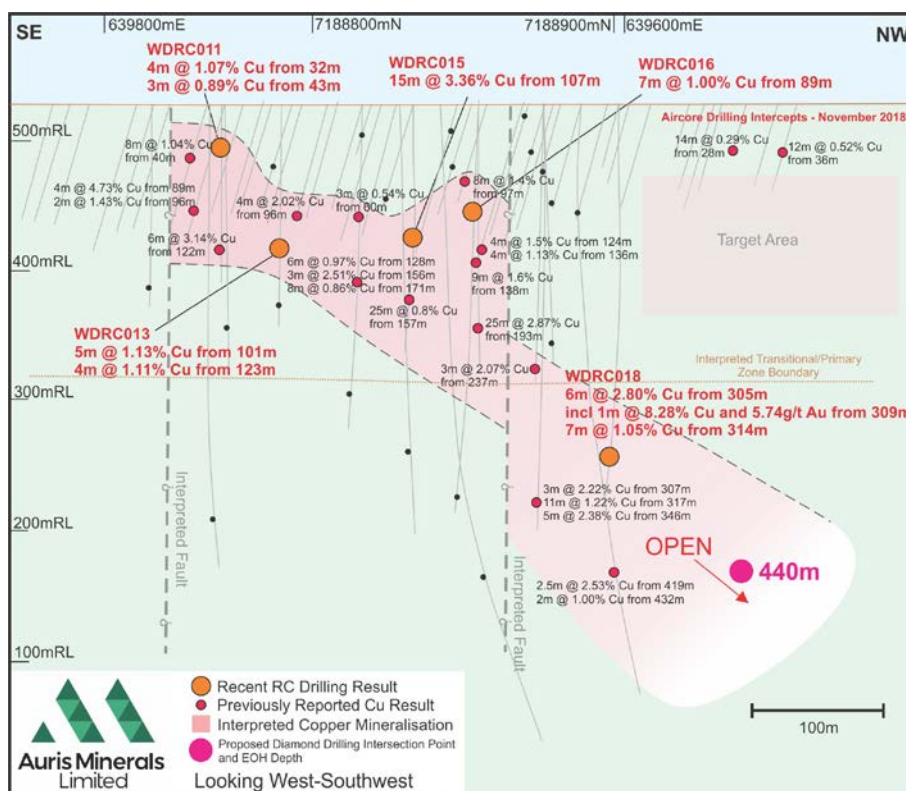 639800mE
7188800mN
7188900mN
639600mE
SE
NW
WDRC011
4m @ 1.07% Cu from 32m
3m @ 0.89% Cu from 43m
WDRC015
15m @ 3.36% Cu from 107m
WDRC016
7m @ 1.00% Cu from 89m
Aircore Drilling Intercepts - November 2018
14m @ 0.29% Cu
from 28m
12m @ 0.52% Cu
from 36m
500mRL
8m @ 1.04% Cu
from 40m
4m @ 4.73% Cu from 89m
2m @ 1.43% Cu from 96m
4m @ 2.02% Cu
from 96m
3m @ 0.54% Cu
from 60m
8m @ 1.4% Cu
from 97m
6m @ 3.14% Cu
from 122m
6m @ 0.97% Cu from 128m
3m @ 2.51% Cu from 156m
8m @ 0.86% Cu from 171m
4m @ 1.5% Cu from 124m
4m @ 1.13% Cu from 136m
9m @ 1.6% Cu
from 138m
Target Area
400mRL
25m @ 0.8% Cu
from 157m
25m @ 2.87% Cu
from 193m
WDRC013
5m @ 1.13% Cu from 101m
4m @ 1.11% Cu from 123m
3m @ 2.07% Cu
from 237m
Interpreted Transitional/Primary
Zone Boundary
300mRL
WDRC018
6m @ 2.80% Cu from 305m
incl 1m @ 8.28% Cu and 5.74g/t Au from 309m
7m @ 1.05% Cu from 314m
3m @ 2.22% Cu from 307m
11m @ 1.22% Cu from 317m
5m @ 2.38% Cu from 346m
Interpreted Fault
Interpreted Fault
200mRL
OPEN
440m
2.5m @ 2.53% Cu from 419m
2m @ 1.00% Cu from 432m
100mRL
Auris Minerals
Limited
Recent RC Drilling Result
Previously Reported Cu Result
Interpreted Copper Mineralisation
Proposed Diamond Drilling Intersection Point
and EOH Depth
Looking West-Southwest
100m